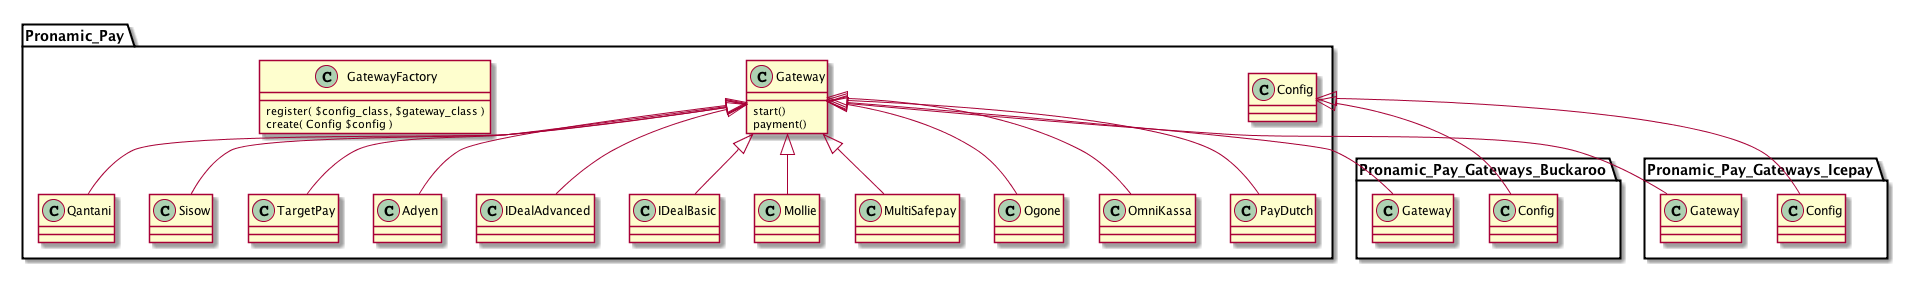 Pronamic_Pay
C GatewayFactory
register( $config_class, $gateway_class )
create( Config $config )
C Gateway
start()
payment()
C Config
C Qantani
C Sisow
C TargetPay
C Adyen
C IDealAdvanced
C IDealBasic
C Mollie
C MultiSafepay
C Ogone
C OmniKassa
C PayDutch
Pronamic_Pay_Gateways_Buckaroo
C Gateway
C Config
Pronamic_Pay_Gateways_Icepay
C Gateway
C Config